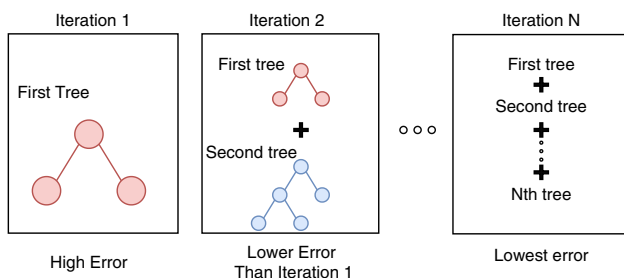 Iteration 1
First Tree
High Error
Iteration 2
First tree
Second tree
Lower Error
Than Iteration 1
Iteration N
First tree
Second tree
Nth tree
Lowest error